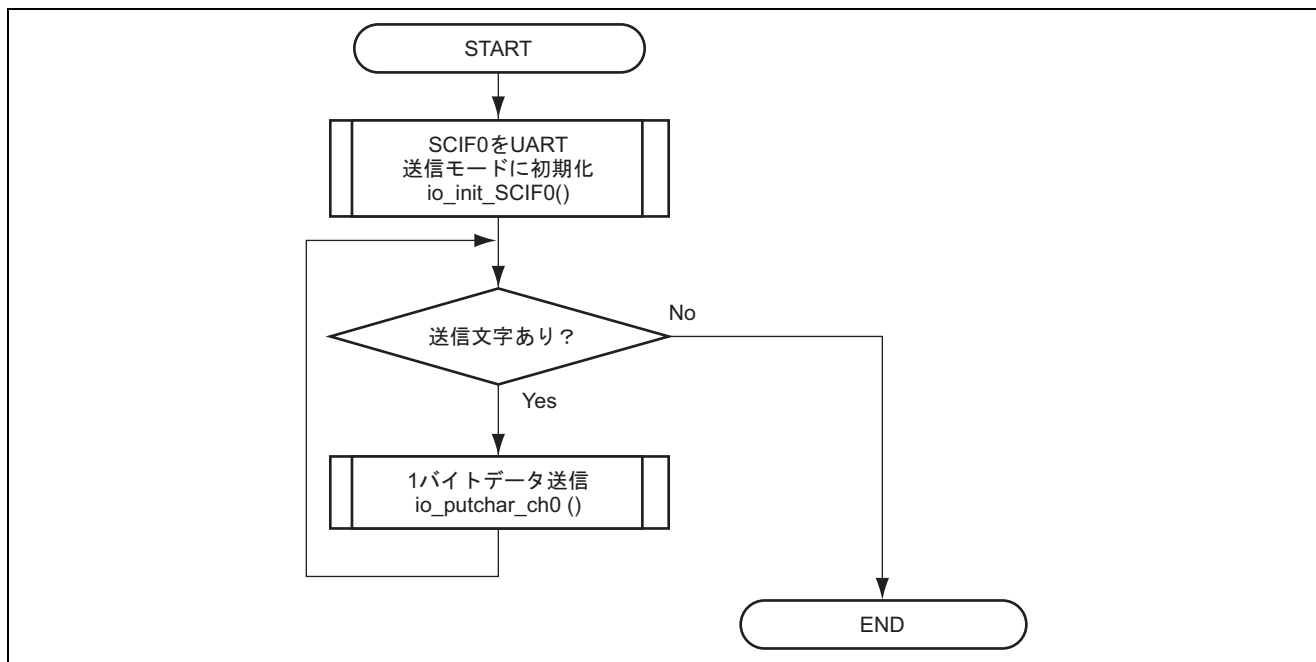 START
SCIF0をUART
送信モードに初期化
io_init_SCIF0()
送信文字あり？
No
Yes
1バイトデータ送信
io_putchar_ch0 ()
END